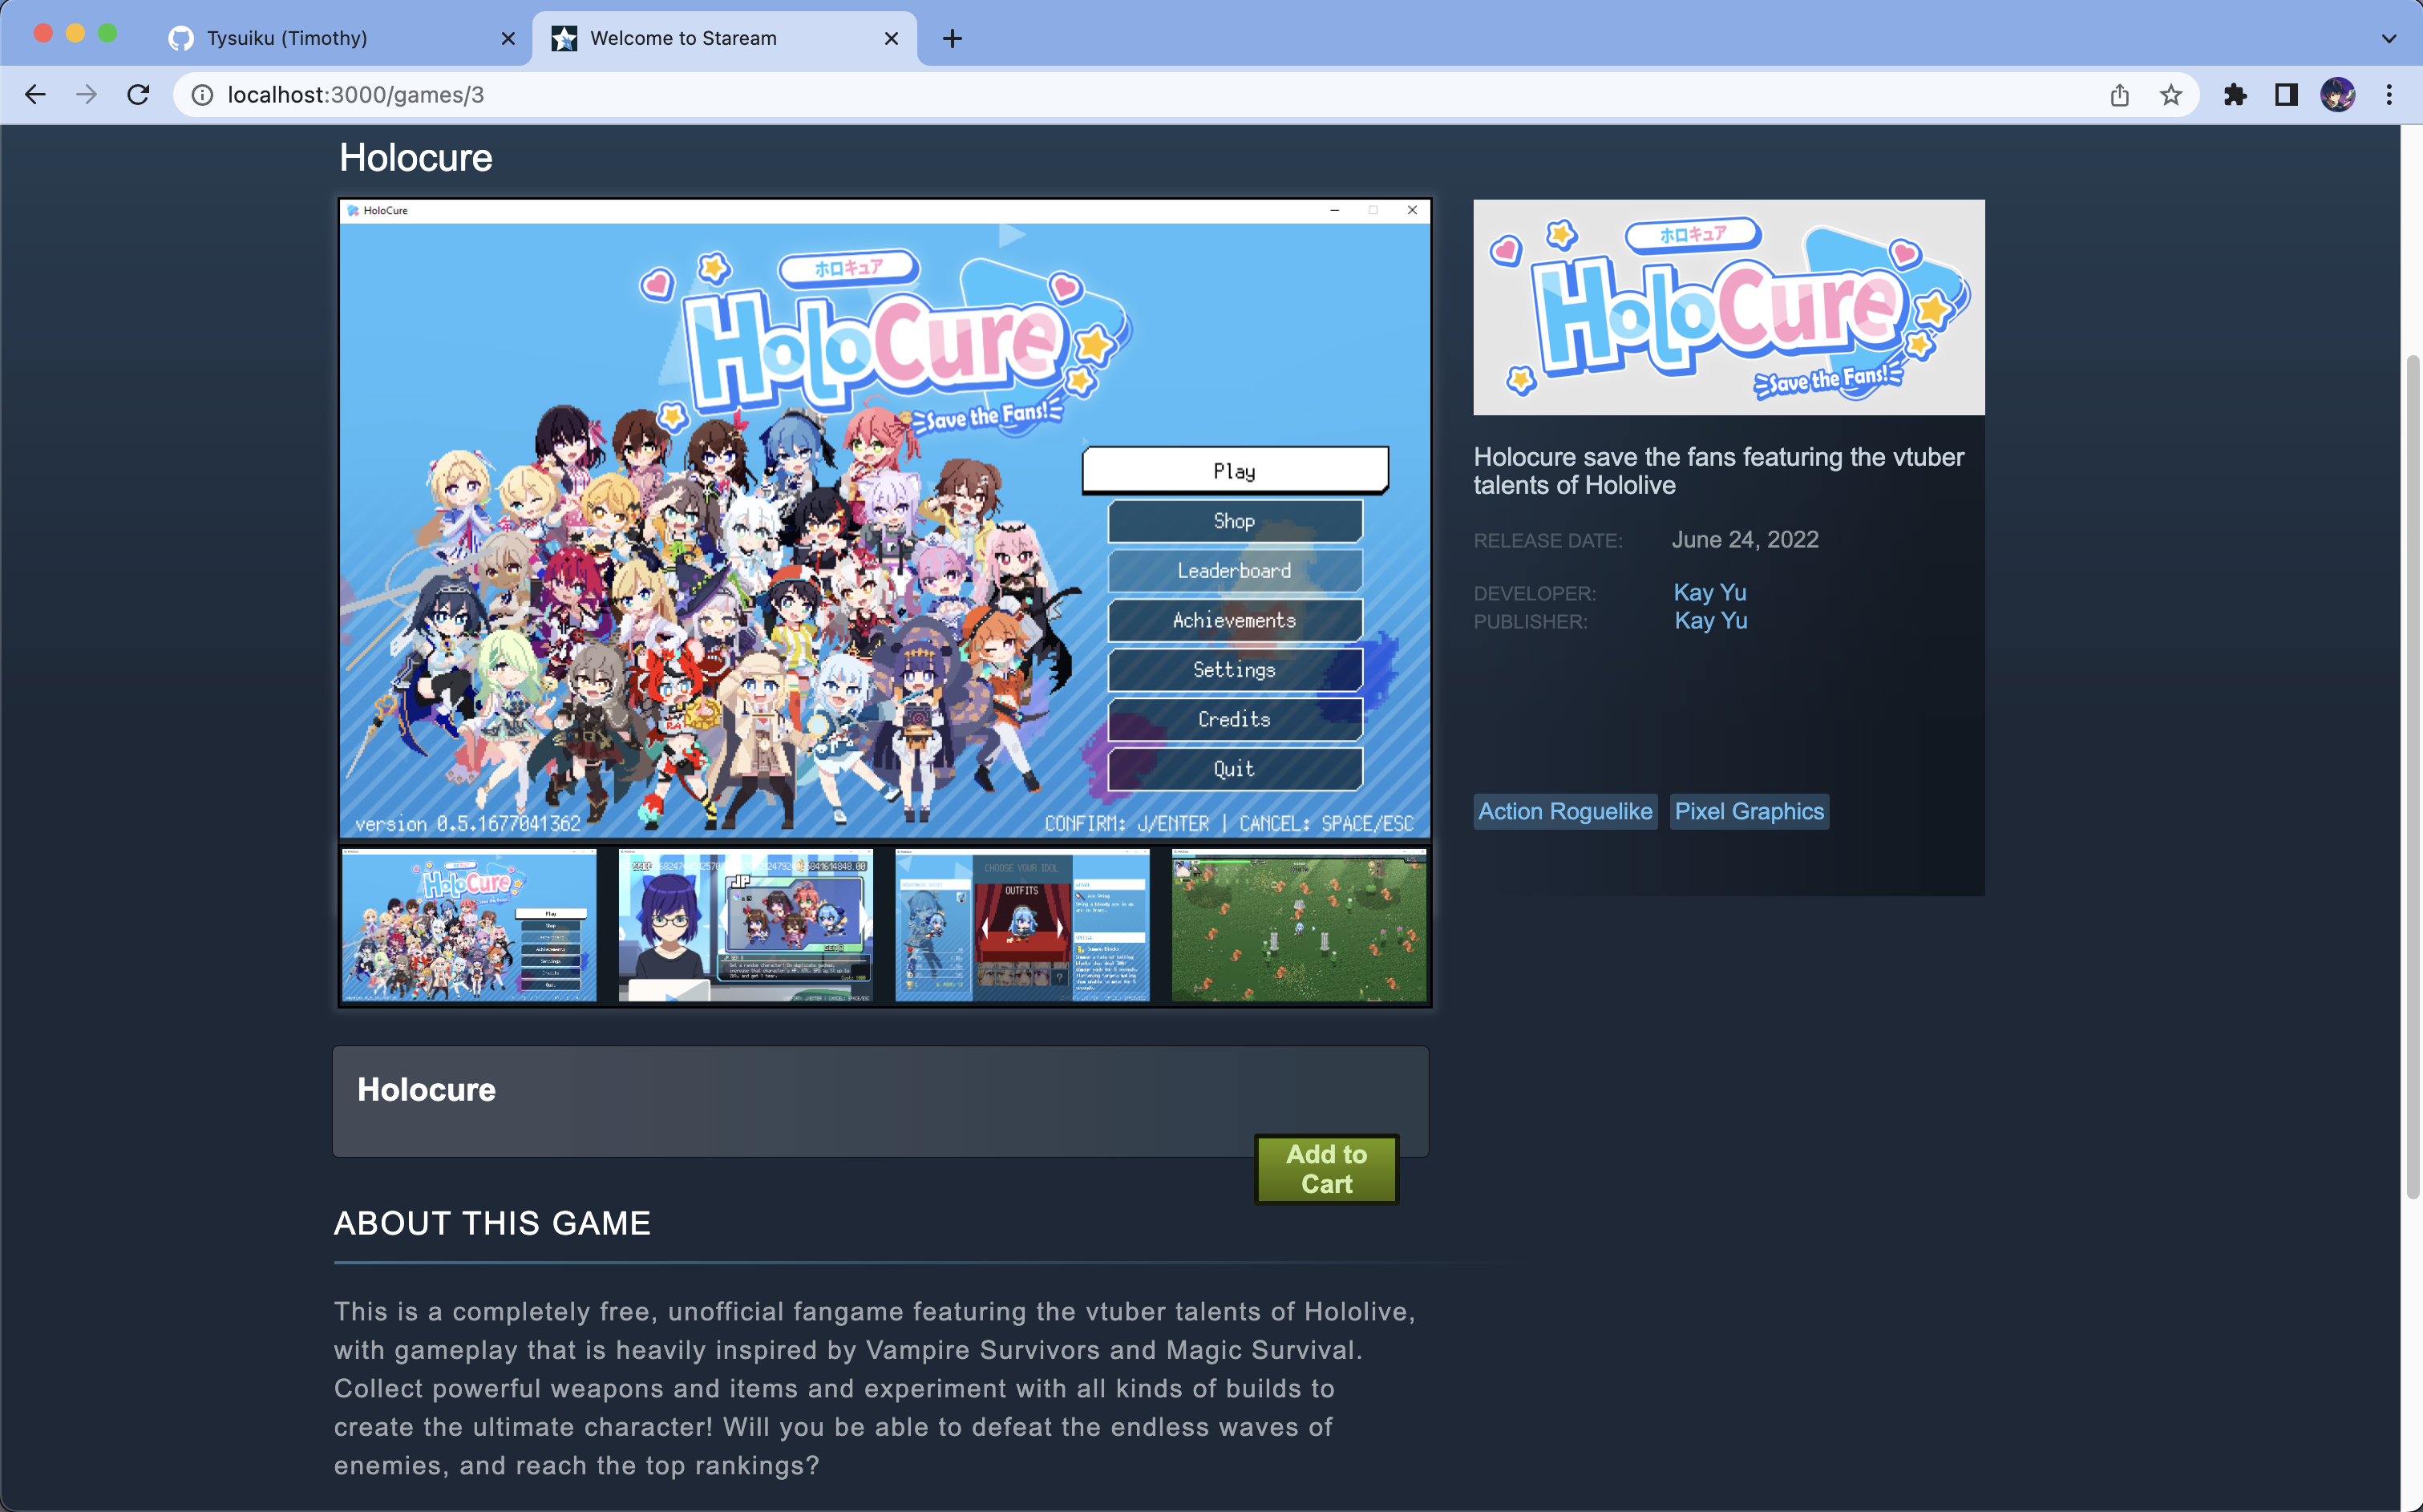 Tysuiku (Timothy)
Welcome to Staream
localhost:3000/games/3
Holocure
HoloCure
ホロキュア
HoloCure
Save the Fans!
Play
Shop
Leaderboard
Achievements
Settings
Credits
Quit
version 0.5.1677041362
CONFIRM: J/ENTER | CANCEL: SPACE/ESC
HoloCure
JP
CHOOSE YOUR IDOL
OUTFITS
ホロキュア
HoloCure
Save the Fans!
Holocure save the fans featuring the vtuber
talents of Hololive
RELEASE DATE: June 24, 2022
DEVELOPER: Kay Yu
PUBLISHER: Kay Yu
Action Roguelike Pixel Graphics
Holocure
Add to
Cart
ABOUT THIS GAME
This is a completely free, unofficial fangame featuring the vtuber talents of Hololive,
with gameplay that is heavily inspired by Vampire Survivors and Magic Survival.
Collect powerful weapons and items and experiment with all kinds of builds to
create the ultimate character! Will you be able to defeat the endless waves of
enemies, and reach the top rankings?